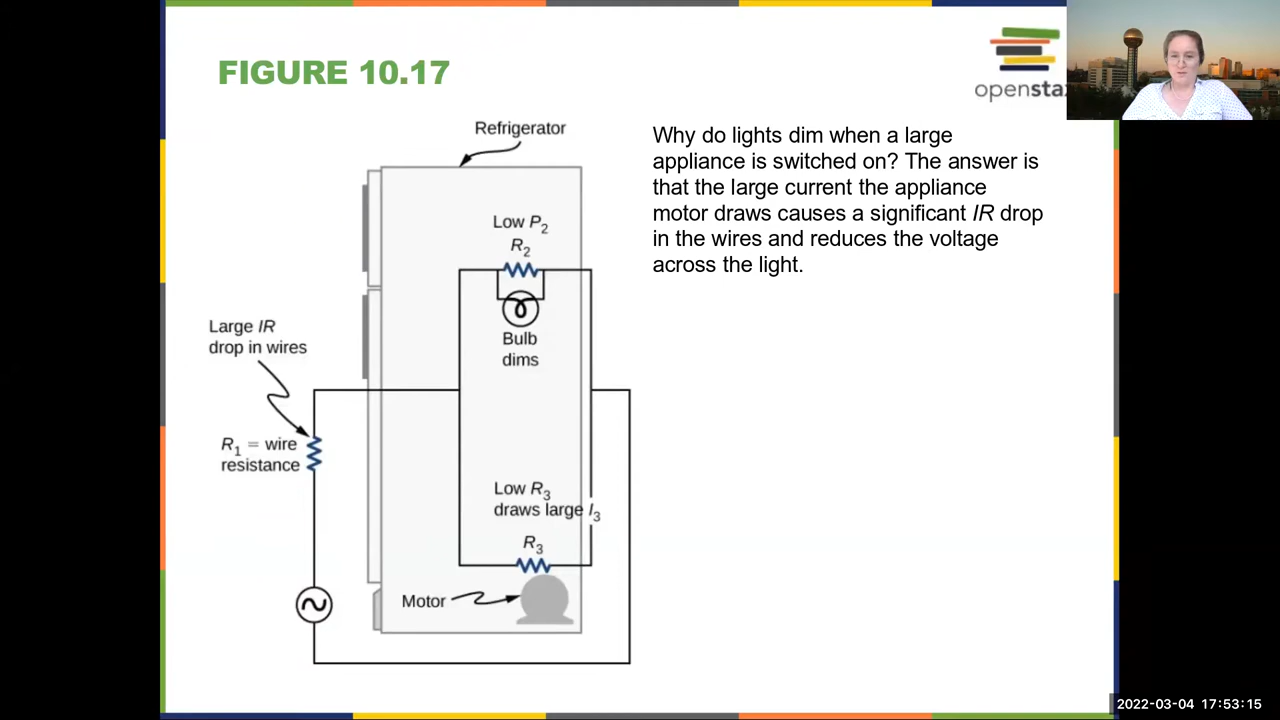 FIGURE 10.17
openstax
Why do lights dim when a large
appliance is switched on? The answer is
that the large current the appliance
motor draws causes a significant IR drop
in the wires and reduces the voltage
across the light.
Refrigerator
Low P2
R2
Bulb
dims
Large IR
drop in wires
R1 = wire
resistance
Low R3
draws large I3
R3
Motor
2022-03-04 17:53:15